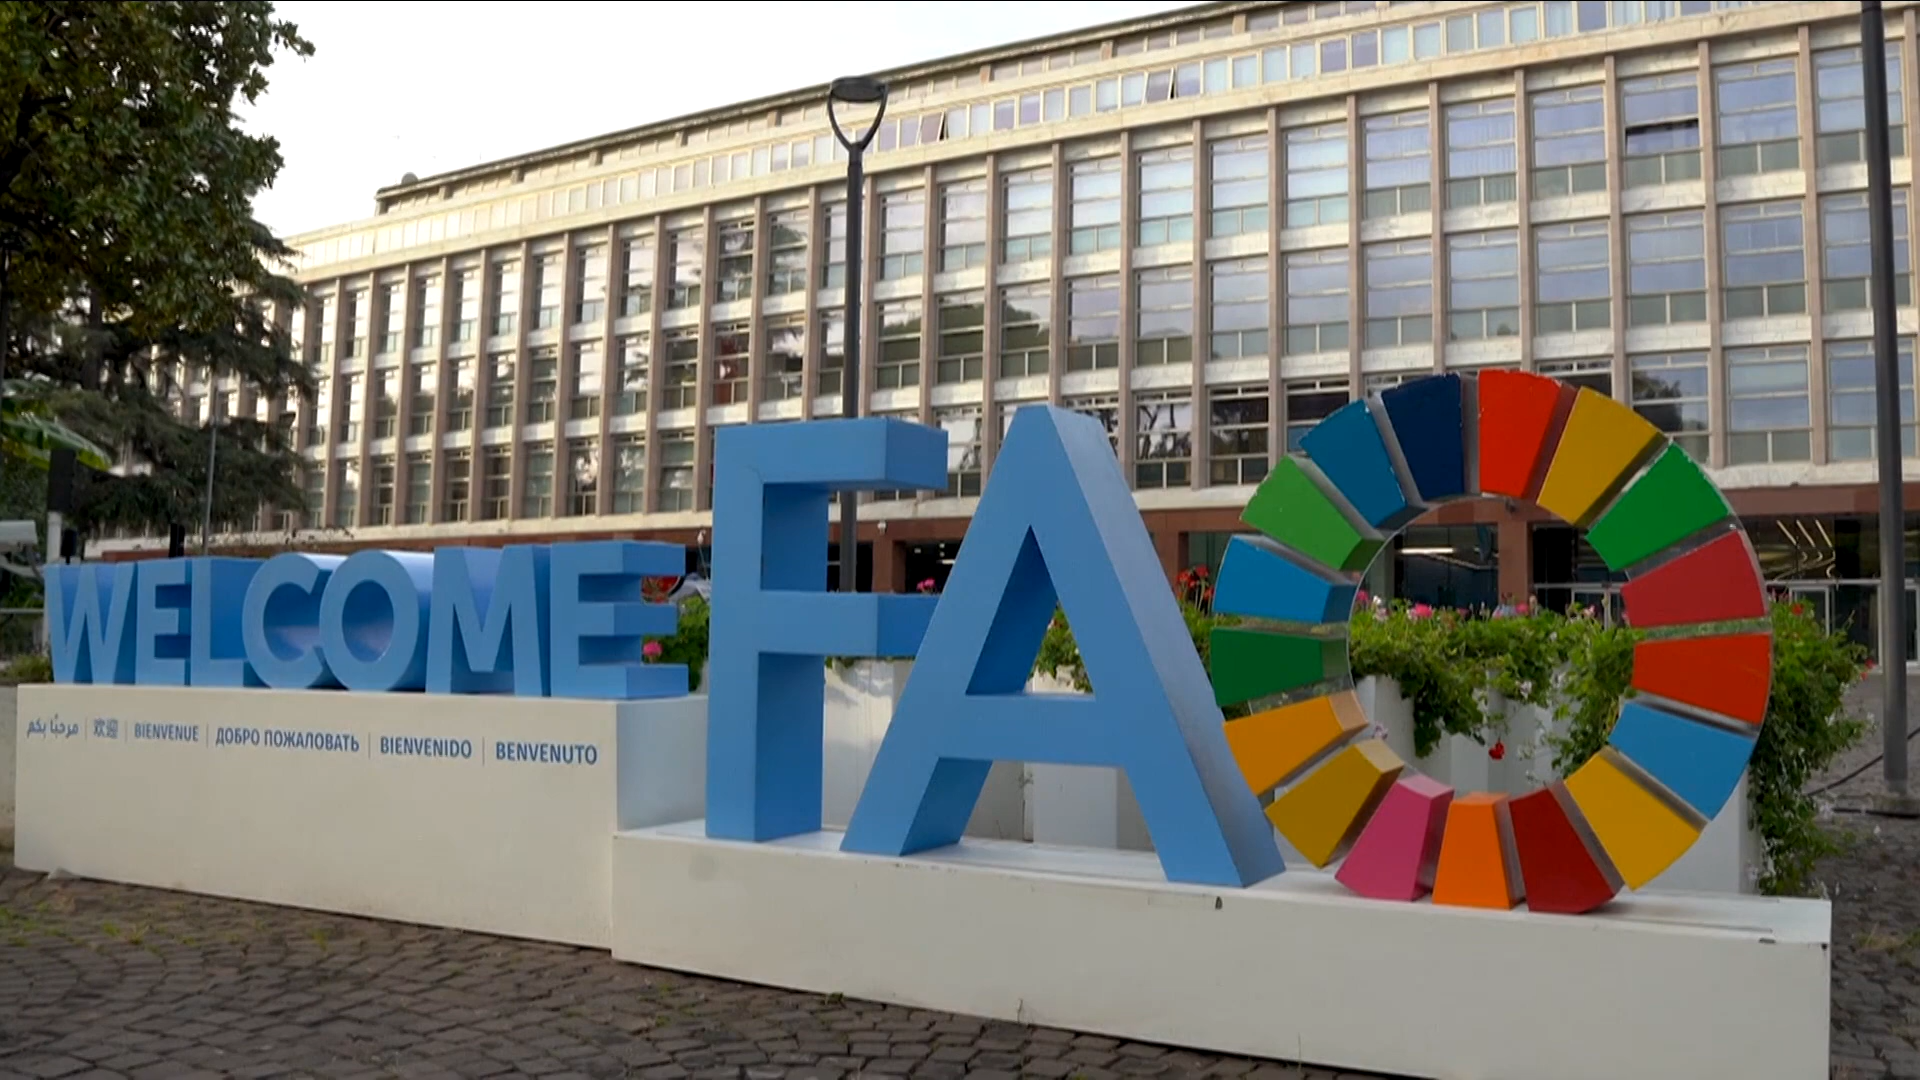 WELCOME FAO
مرحبًا بكم | 欢迎 | BIENVENUE | ДОБРО ПОЖАЛОВАТЬ | BIENVENIDO | BENVENUTO